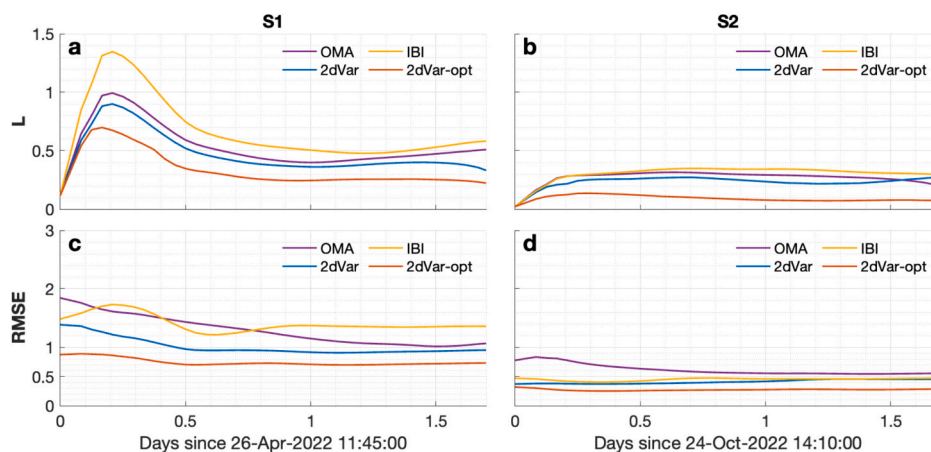 S1
S2
a
OMA
IBI
2dVar
2dVar-opt
b
OMA
IBI
2dVar
2dVar-opt
L
1.5
1
0.5
0
c
OMA
IBI
2dVar
2dVar-opt
d
OMA
IBI
2dVar
2dVar-opt
RMSE
3
2
1
0.5
0
0
0.5
1
1.5
0
0.5
1
1.5
Days since 26-Apr-2022 11:45:00
Days since 24-Oct-2022 14:10:00